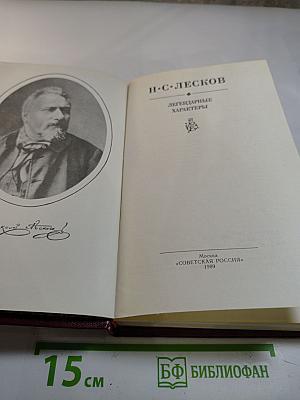 Н·С·ЛЕСКОВ
ЛЕГЕНДАРНЫЕ
ХАРАКТЕРЫ
Москва
«СОВЕТСКАЯ РОССИЯ»
1989
15 см
БФ БИБЛИОФАН